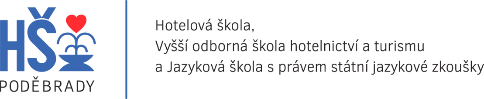 HŠ
PODĚBRADY
Hotelová škola,
Vyšší odborná škola hotelnictví a turismu
a Jazyková škola s právem státní jazykové zkoušky